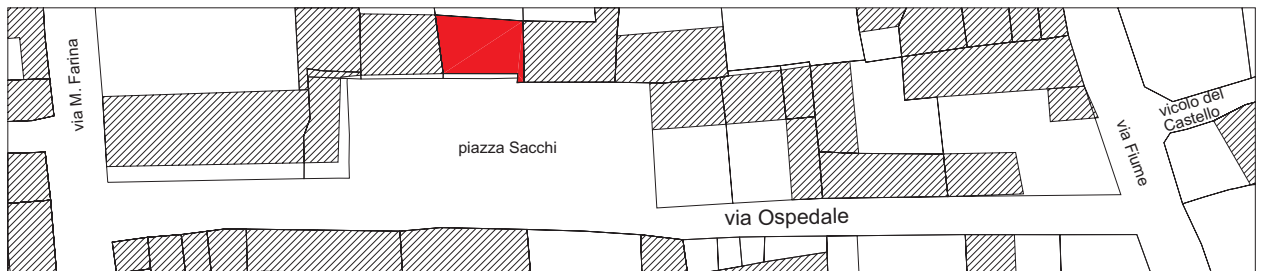 via M. Farina
piazza Sacchi
via Ospedale
via Fiume
vicolo del
Castello